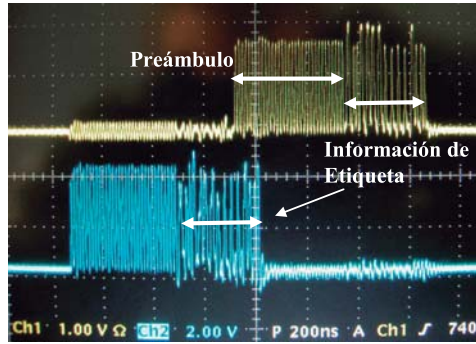 Preámbulo
Información de
Etiqueta
Ch1 1.00 V Ω Ch2 2.00 V P 200ns A Ch1 ʃ 740